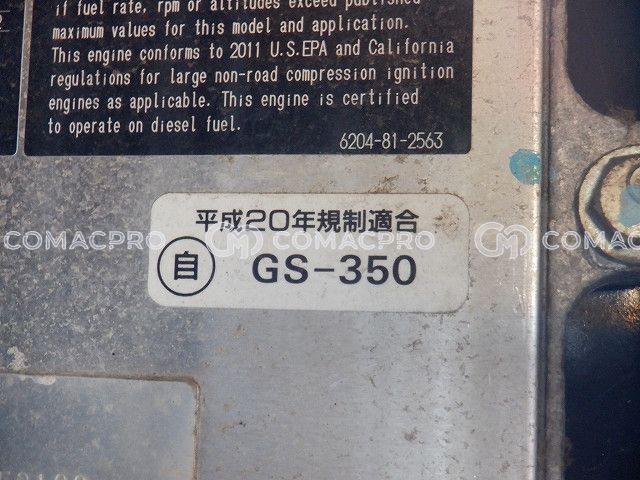 if fuel rate, rpm or altitudes exceed published
maximum values for this model and application.
This engine conforms to 2011 U.S.EPA and California
regulations for large non-road compression ignition
engines as applicable. This engine is certified
to operate on diesel fuel.
6204-81-2563
平成20年規制適合
COMACPRO COMACPRO COMAC
自 GS-350